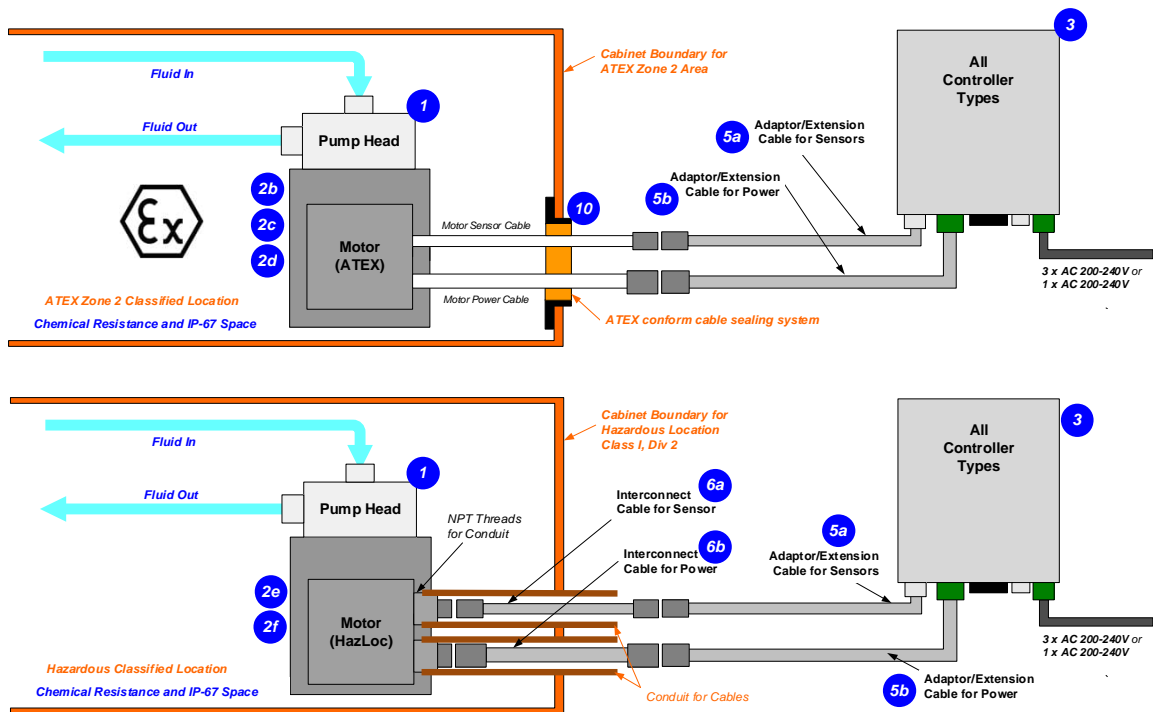 Cabinet Boundary for
ATEX Zone 2 Area
3
All
Controller
Types
Fluid In
1
Fluid Out
Pump Head
5a
Adaptor/Extension
Cable for Sensors
Adaptor/Extension
Cable for Power
5b
2b
2c
2d
10
εx
Motor
(ATEX)
Motor Sensor Cable
Motor Power Cable
3 x AC 200-240V or
1 x AC 200-240V
ATEX Zone 2 Classified Location
Chemical Resistance and IP-67 Space
ATEX conform cable sealing system
Cabinet Boundary for
Hazardous Location
Class I, Div 2
3
All
Controller
Types
Fluid In
1
Fluid Out
Pump Head
NPT Threads
for Conduit
Interconnect
Cable for Sensor
6a
Interconnect
Cable for Power
6b
5a
Adaptor/Extension
Cable for Sensors
2e
2f
Motor
(HazLoc)
3 x AC 200-240V or
1 x AC 200-240V
Hazardous Classified Location
Chemical Resistance and IP-67 Space
Conduit for Cables
5b
Adaptor/Extension
Cable for Power